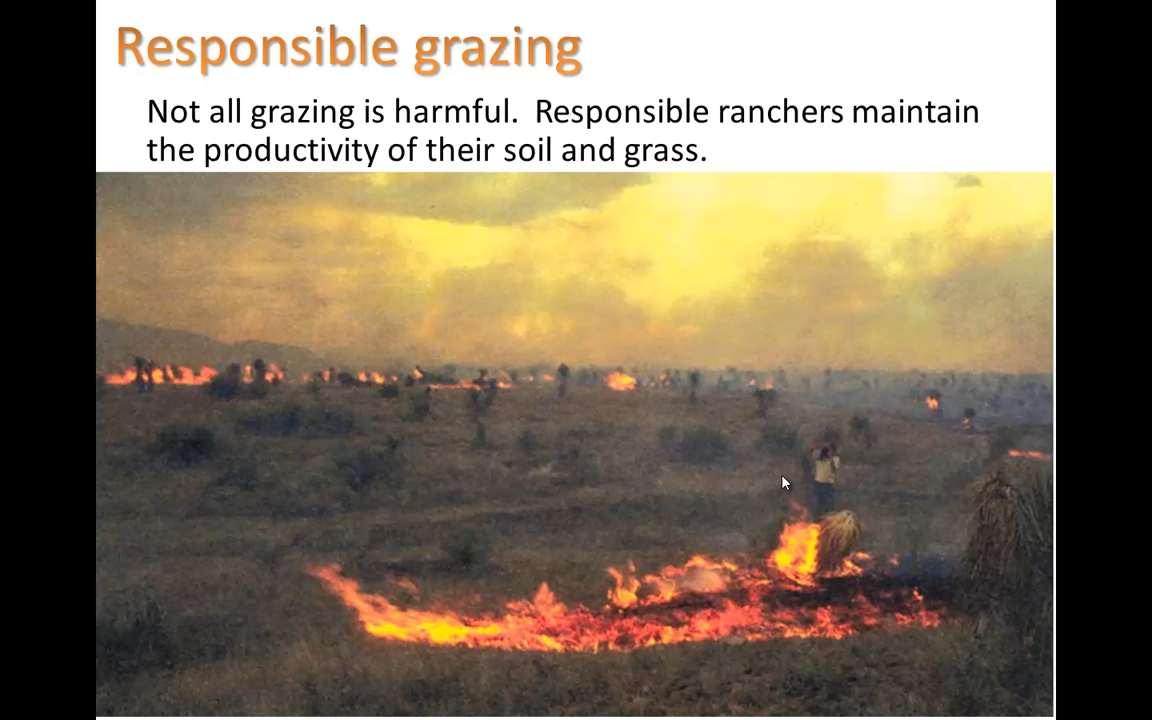 Responsible grazing
Not all grazing is harmful.  Responsible ranchers maintain
the productivity of their soil and grass.